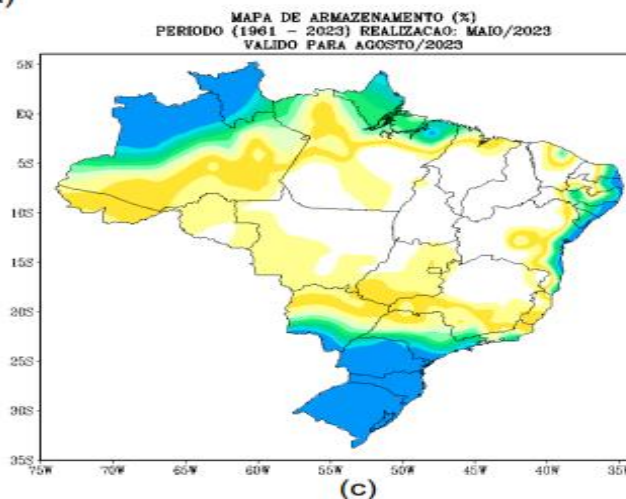 MAPA DE ARMAZENAMENTO (%)
PERIODO (1961 - 2023) REALIZACAO: MAIO/2023
VALIDO PARA AGOSTO/2023
5N
EQ
5S
10S
15S
20S
25S
30S
35S
75W 70W 65W 60W 55W 50W 45W 40W
(c)